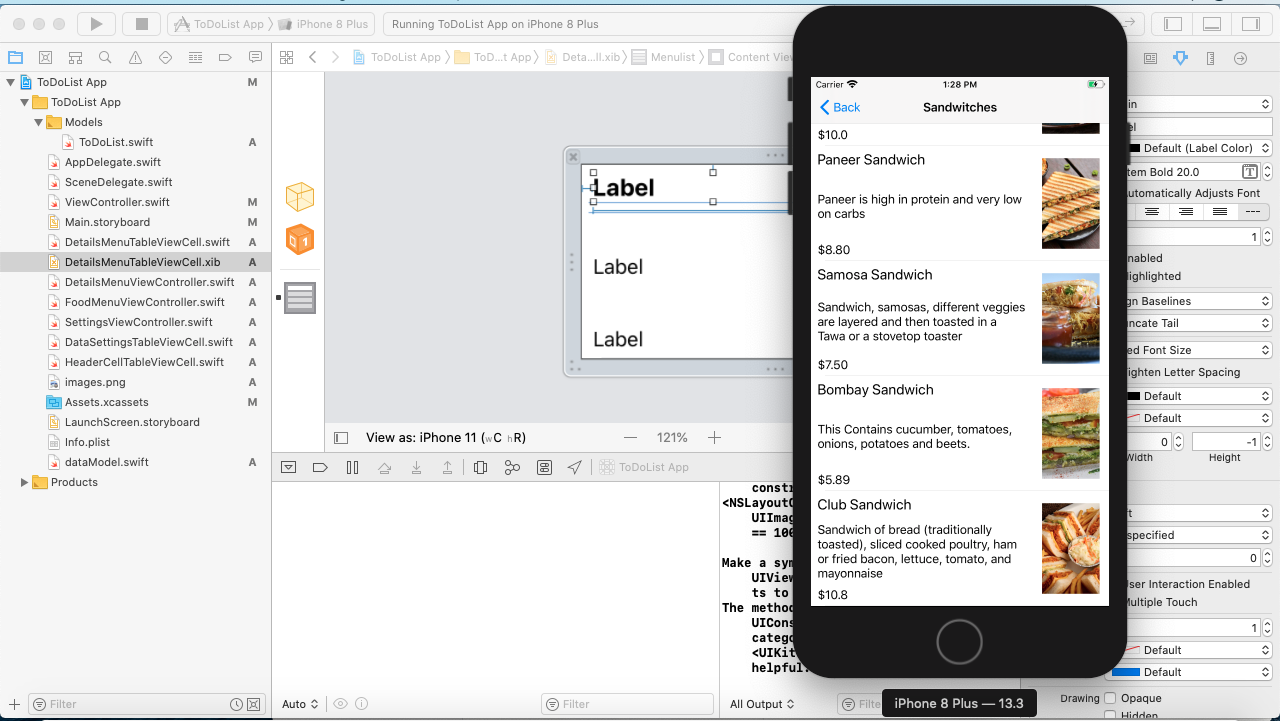 ToDoList App
iPhone 8 Plus
Running ToDoList App on iPhone 8 Plus
ToDoList App
M
ToDoList App
Models
ToDoList.swift
A
AppDelegate.swift
SceneDelegate.swift
ViewController.swift
M
Main.storyboard
M
DetailsMenuTableViewCell.swift
A
DetailsMenuTableViewCell.xib
A
DetailsMenuViewController.swift
A
FoodMenuViewController.swift
A
SettingsViewController.swift
A
DataSettingsTableViewCell.swift
A
HeaderCellTableViewCell.swift
A
images.png
A
Assets.xcassets
M
LaunchScreen.storyboard
Info.plist
dataModel.swift
A
Products
Filter
ToDoList App
ToD...t App
Deta...ll.xib
Menulist
Content View
Label
Label
Label
View as: iPhone 11 (wC hR)
121%
ToDoList App
constr
<NSLayoutC
UIImag
== 100
Make a sym
UIView
ts to
The method
UICons
catego
<UIKit
helpful.
Auto
Filter
All Output
Filter
Carrier
1:28 PM
Back
Sandwitches
$10.0
Paneer Sandwich
Paneer is high in protein and very low
on carbs
$8.80
Samosa Sandwich
Sandwich, samosas, different veggies
are layered and then toasted in a
Tawa or a stovetop toaster
$7.50
Bombay Sandwich
This Contains cucumber, tomatoes,
onions, potatoes and beets.
$5.89
Club Sandwich
Sandwich of bread (traditionally
toasted), sliced cooked poultry, ham
or fried bacon, lettuce, tomato, and
mayonnaise
$10.8
iPhone 8 Plus — 13.3
in
el
Default (Label Color)
tem Bold 20.0
T
Automatically Adjusts Font
1
nabled
Highlighted
gn Baselines
uncate Tail
ed Font Size
Tighten Letter Spacing
Default
Default
0
-1
Width
Height
ft
specified
0
User Interaction Enabled
Multiple Touch
1
Default
Default
Drawing
Opaque
Hidden